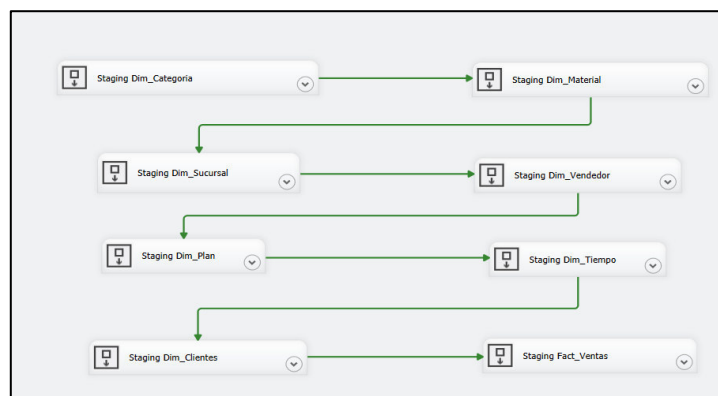 Staging Dim_Categoria
Staging Dim_Material
Staging Dim_Sucursal
Staging Dim_Vendedor
Staging Dim_Plan
Staging Dim_Tiempo
Staging Dim_Clientes
Staging Fact_Ventas